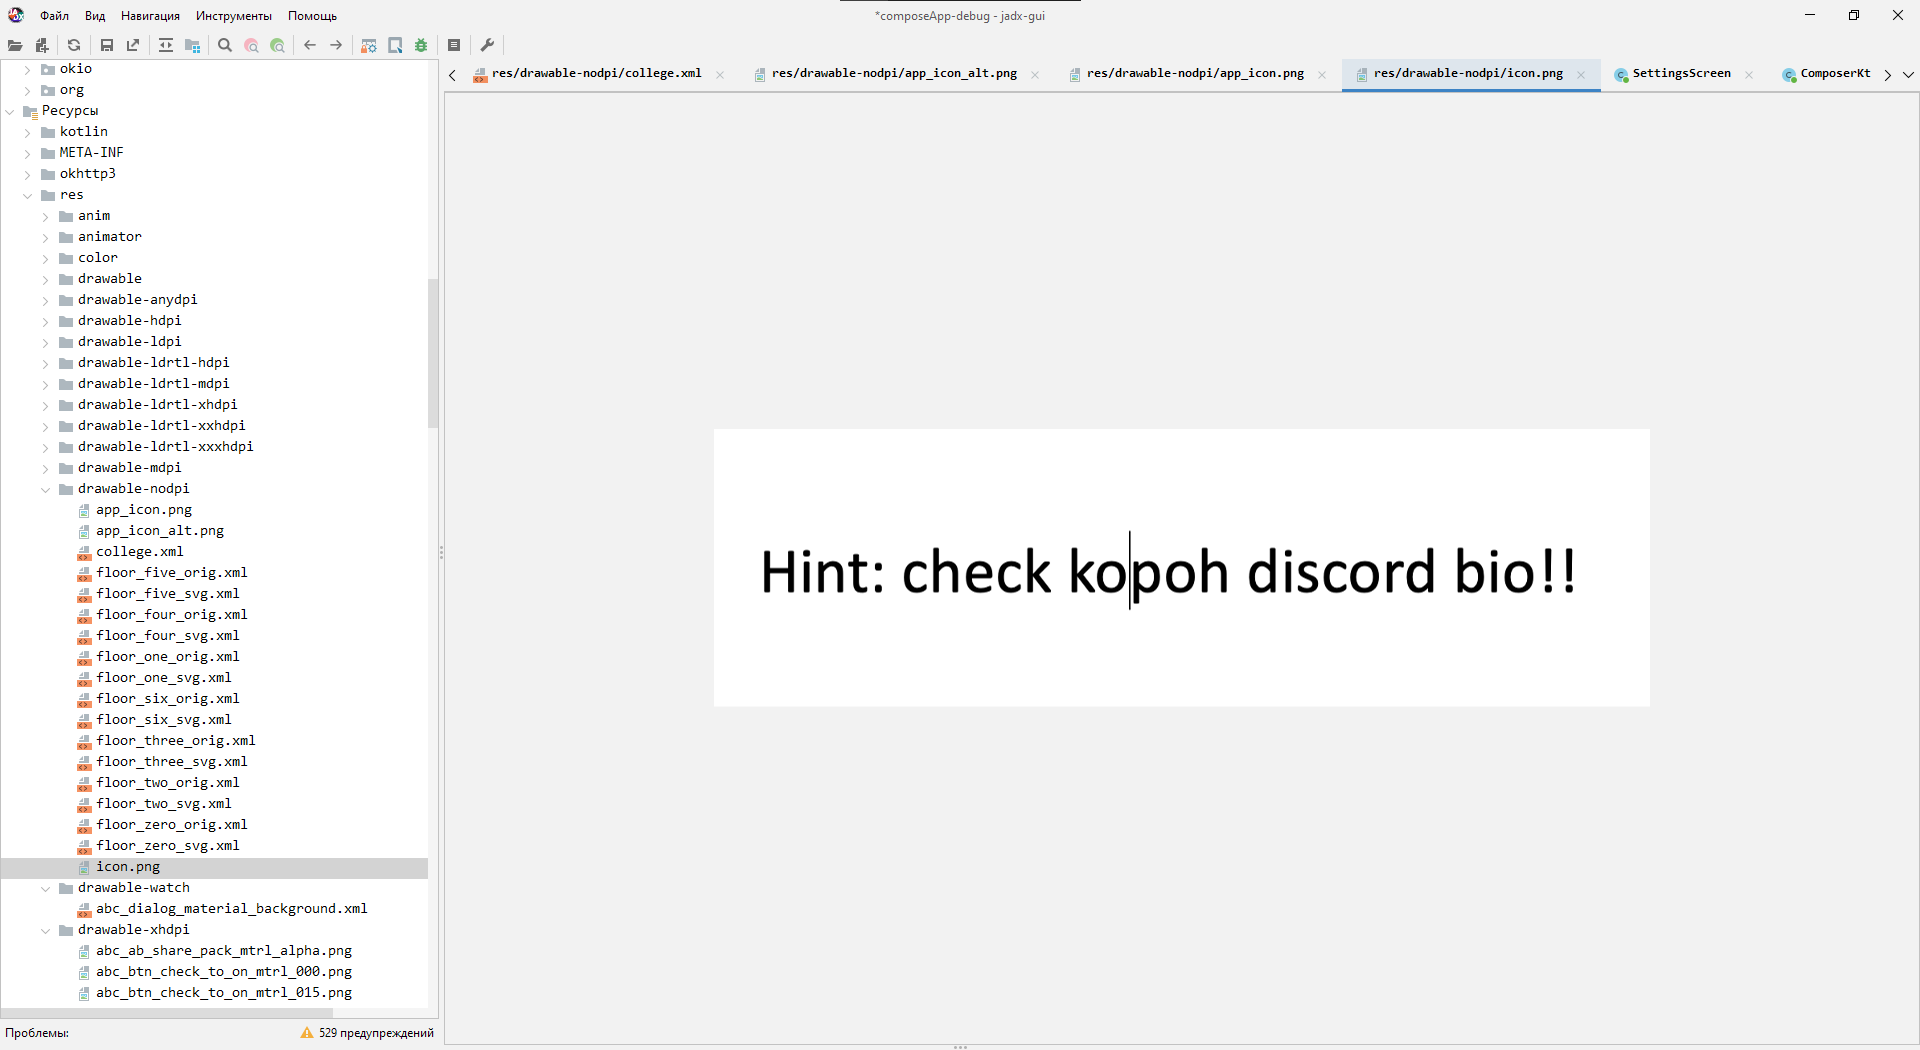 *composeApp-debug - jadx-gui
Файл Вид Навигация Инструменты Помощь
res/drawable-nodpi/college.xml res/drawable-nodpi/app_icon_alt.png res/drawable-nodpi/app_icon.png res/drawable-nodpi/icon.png SettingsScreen ComposerKt
okio
org
Ресурсы
kotlin
META-INF
okhttp3
res
anim
animator
color
drawable
drawable-anydpi
drawable-hdpi
drawable-ldpi
drawable-ldrtl-hdpi
drawable-ldrtl-mdpi
drawable-ldrtl-xhdpi
drawable-ldrtl-xxhdpi
drawable-ldrtl-xxxhdpi
drawable-mdpi
drawable-nodpi
app_icon.png
app_icon_alt.png
college.xml
floor_five_orig.xml
floor_five_svg.xml
floor_four_orig.xml
floor_four_svg.xml
floor_one_orig.xml
floor_one_svg.xml
floor_six_orig.xml
floor_six_svg.xml
floor_three_orig.xml
floor_three_svg.xml
floor_two_orig.xml
floor_two_svg.xml
floor_zero_orig.xml
floor_zero_svg.xml
icon.png
drawable-watch
abc_dialog_material_background.xml
drawable-xhdpi
abc_ab_share_pack_mtrl_alpha.png
abc_btn_check_to_on_mtrl_000.png
abc_btn_check_to_on_mtrl_015.png
Проблемы: 529 предупреждений
Hint: check kopoh discord bio!!